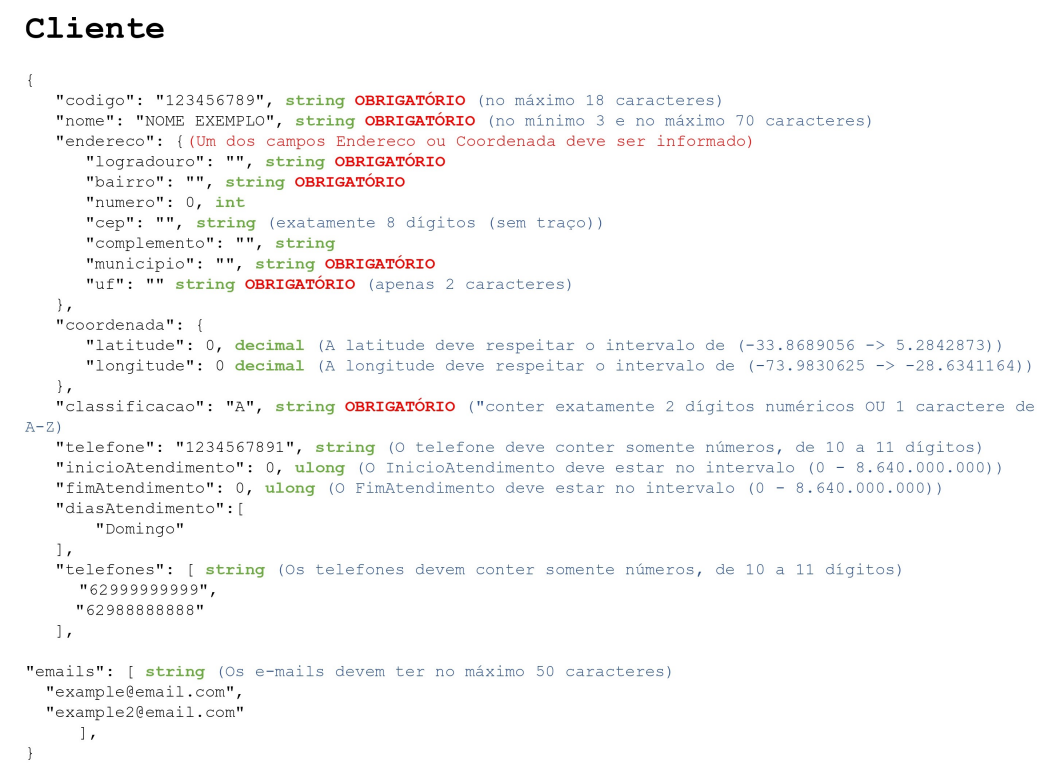 Cliente
{
"codigo": "123456789", string OBRIGATÓRIO (no máximo 18 caracteres)
"nome": "NOME EXEMPLO", string OBRIGATÓRIO (no mínimo 3 e no máximo 70 caracteres)
"endereco": {(Um dos campos Endereco ou Coordenada deve ser informado)
"logradouro": "", string OBRIGATÓRIO
"bairro": "", string OBRIGATÓRIO
"numero": 0, int
"cep": "", string (exatamente 8 dígitos (sem traço))
"complemento": "", string
"municipio": "", string OBRIGATÓRIO
"uf": "" string OBRIGATÓRIO (apenas 2 caracteres)
},
"coordenada": {
"latitude": 0, decimal (A latitude deve respeitar o intervalo de (-33.8689056 -> 5.2842873))
"longitude": 0 decimal (A longitude deve respeitar o intervalo de (-73.9830625 -> -28.6341164))
},
"classificacao": "A", string OBRIGATÓRIO ("conter exatamente 2 dígitos numéricos OU 1 caractere de
A-Z)
"telefone": "1234567891", string (O telefone deve conter somente números, de 10 a 11 dígitos)
"inicioAtendimento": 0, ulong (O InicioAtendimento deve estar no intervalo (0 - 8.640.000.000))
"fimAtendimento": 0, ulong (O FimAtendimento deve estar no intervalo (0 - 8.640.000.000))
"diasAtendimento":[
"Domingo"
],
"telefones": [ string (Os telefones devem conter somente números, de 10 a 11 dígitos)
"62999999999",
"62988888888"
],
"emails": [ string (Os e-mails devem ter no máximo 50 caracteres)
"example@email.com",
"example2@email.com"
],
}